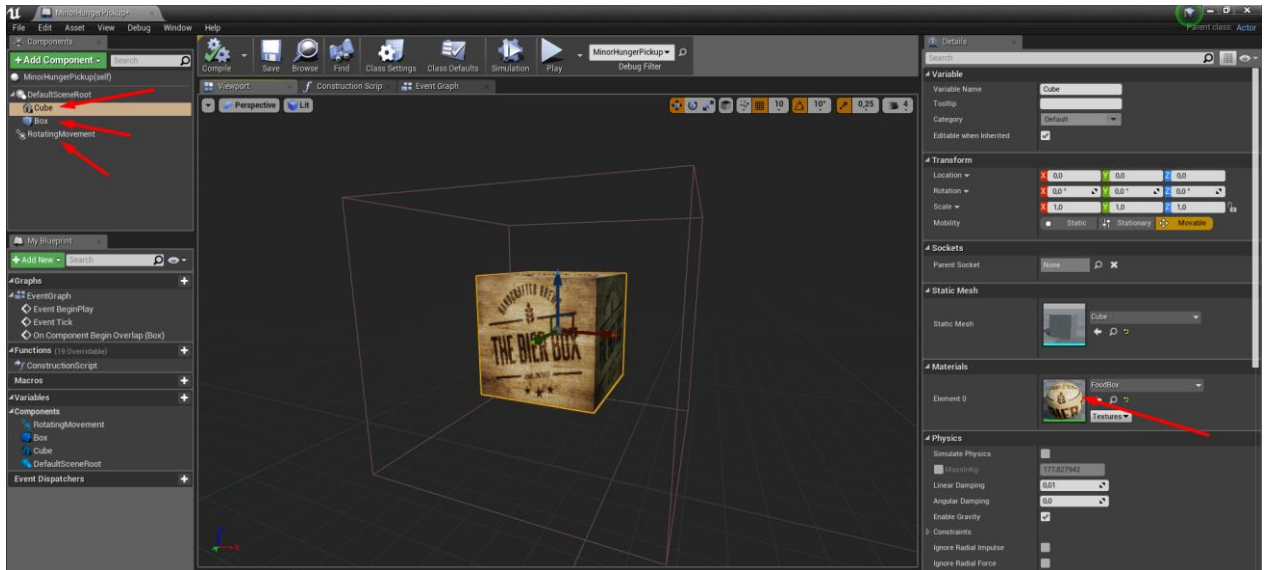 MinorHungerPickup*
File Edit Asset View Debug Window Help
Parent class: Actor
Components
+Add Component Search
MinorHungerPickup(self)
DefaultSceneRoot
Cube
Box
RotatingMovement
Compile Save Browse Find Class Settings Class Defaults Simulation Play
MinorHungerPickup
Debug Filter
Viewport Construction Scrip Event Graph
Perspective Lit
10 10° 0,25 4
HANDCRAFTED
THE BIER BOX
X
My Blueprint
+Add New Search
Graphs
EventGraph
Event BeginPlay
Event Tick
On Component Begin Overlap (Box)
Functions (19 Overridable)
ConstructionScript
Macros
Variables
Components
RotatingMovement
Box
Cube
DefaultSceneRoot
Event Dispatchers
Details
Search
Variable
Variable Name Cube
Tooltip
Category Default
Editable when Inherited
Transform
Location X 0,0 Y 0,0 Z 0,0
Rotation X 0,0° Y 0,0° Z 0,0°
Scale X 1,0 Y 1,0 Z 1,0
Mobility Static Stationary Movable
Sockets
Parent Socket None
Static Mesh
Static Mesh Cube
Materials
Element 0 FoodBox
Textures
Physics
Simulate Physics
MassInKg 177,827942
Linear Damping 0,01
Angular Damping 0,0
Enable Gravity
Constraints
Ignore Radial Impulse
Ignore Radial Force